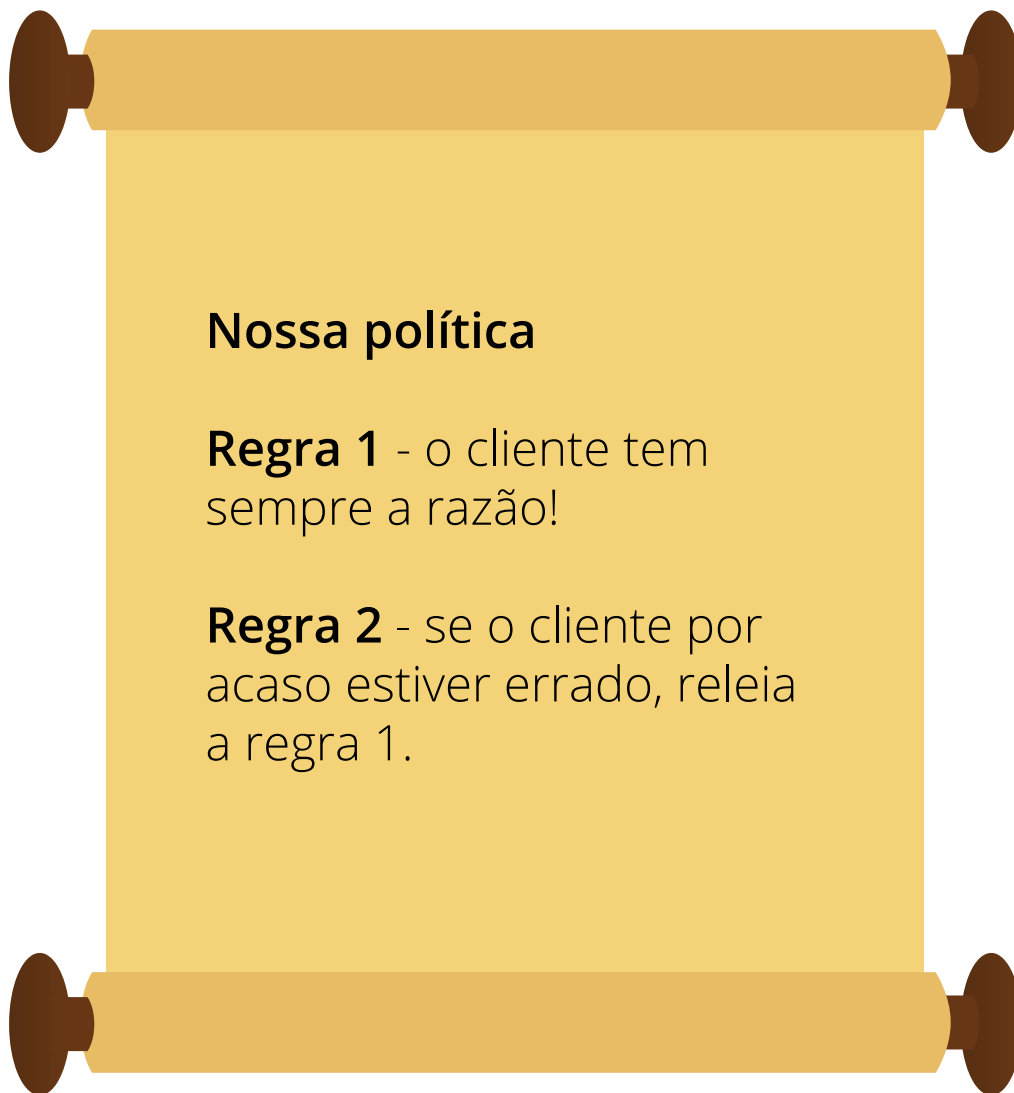 Nossa política
Regra 1 - o cliente tem
sempre a razão!
Regra 2 - se o cliente por
acaso estiver errado, releia
a regra 1.